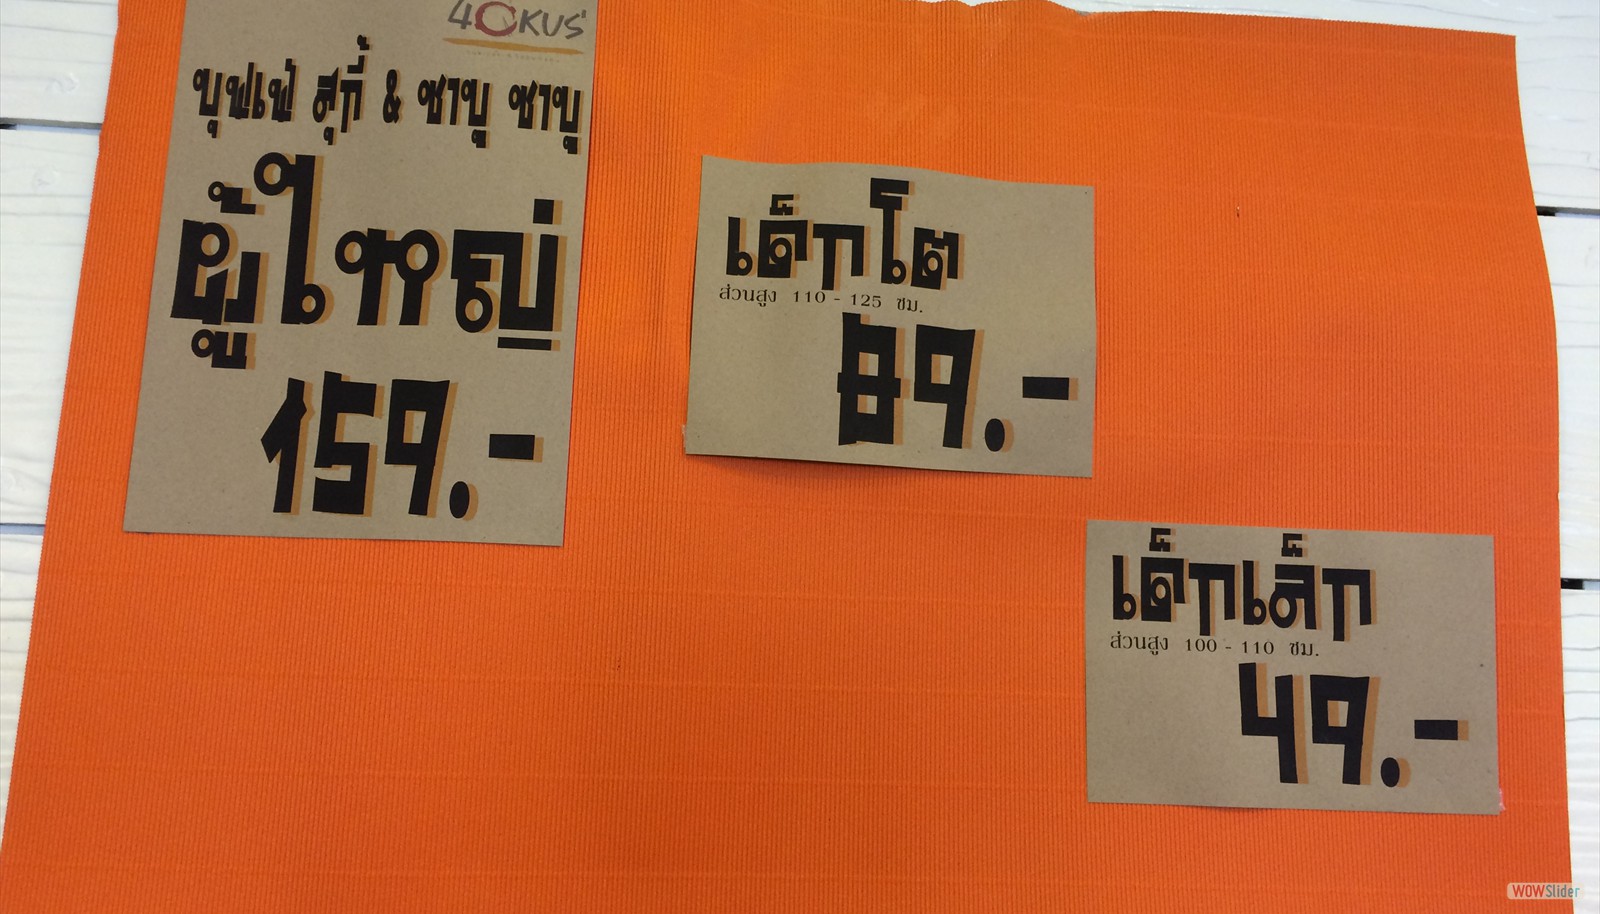 4OKUS
บุฟเฟ่ สุกี้ & ชาบู ชาบู
ผู้ใหญ่
159.-
เด็กโต
ส่วนสูง 110 - 125 ซม.
89.-
เด็กเล็ก
ส่วนสูง 100 - 110 ซม.
49.-
WOWSlider